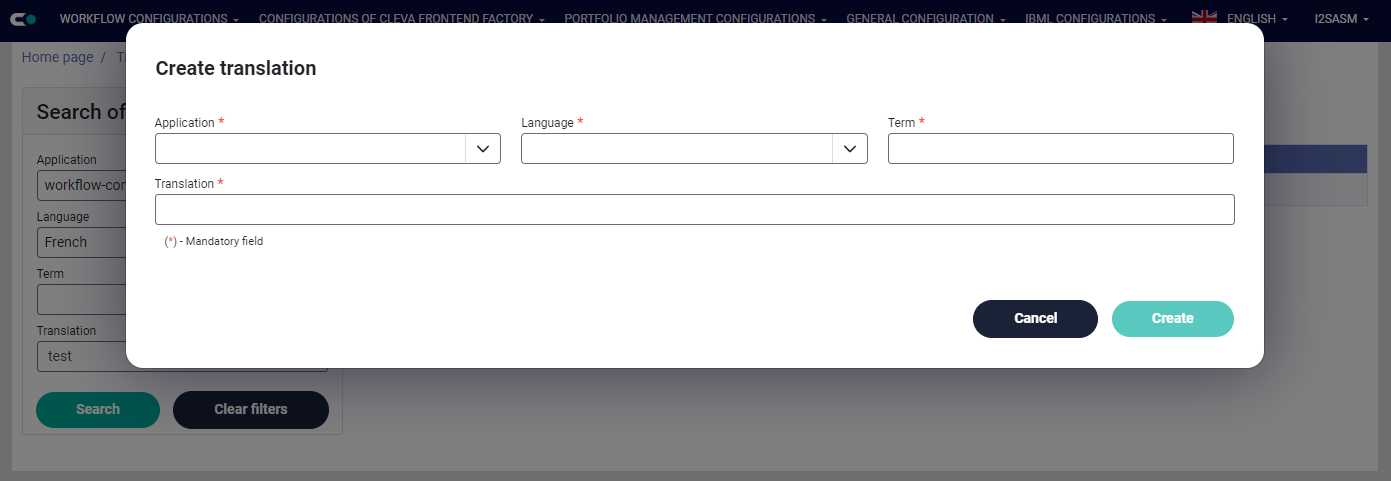 WORKFLOW CONFIGURATIONS CONFIGURATIONS OF CLEVA FRONTEND FACTORY PORTFOLIO MANAGEMENT CONFIGURATIONS GENERAL CONFIGURATION IBML CONFIGURATIONS ENGLISH I2SASM
Home page /
Create translation
Search of
Application * Language * Term *
Translation *
(*) - Mandatory field
Cancel Create
Application
workflow-con
Language
French
Term
Translation
test
Search Clear filters